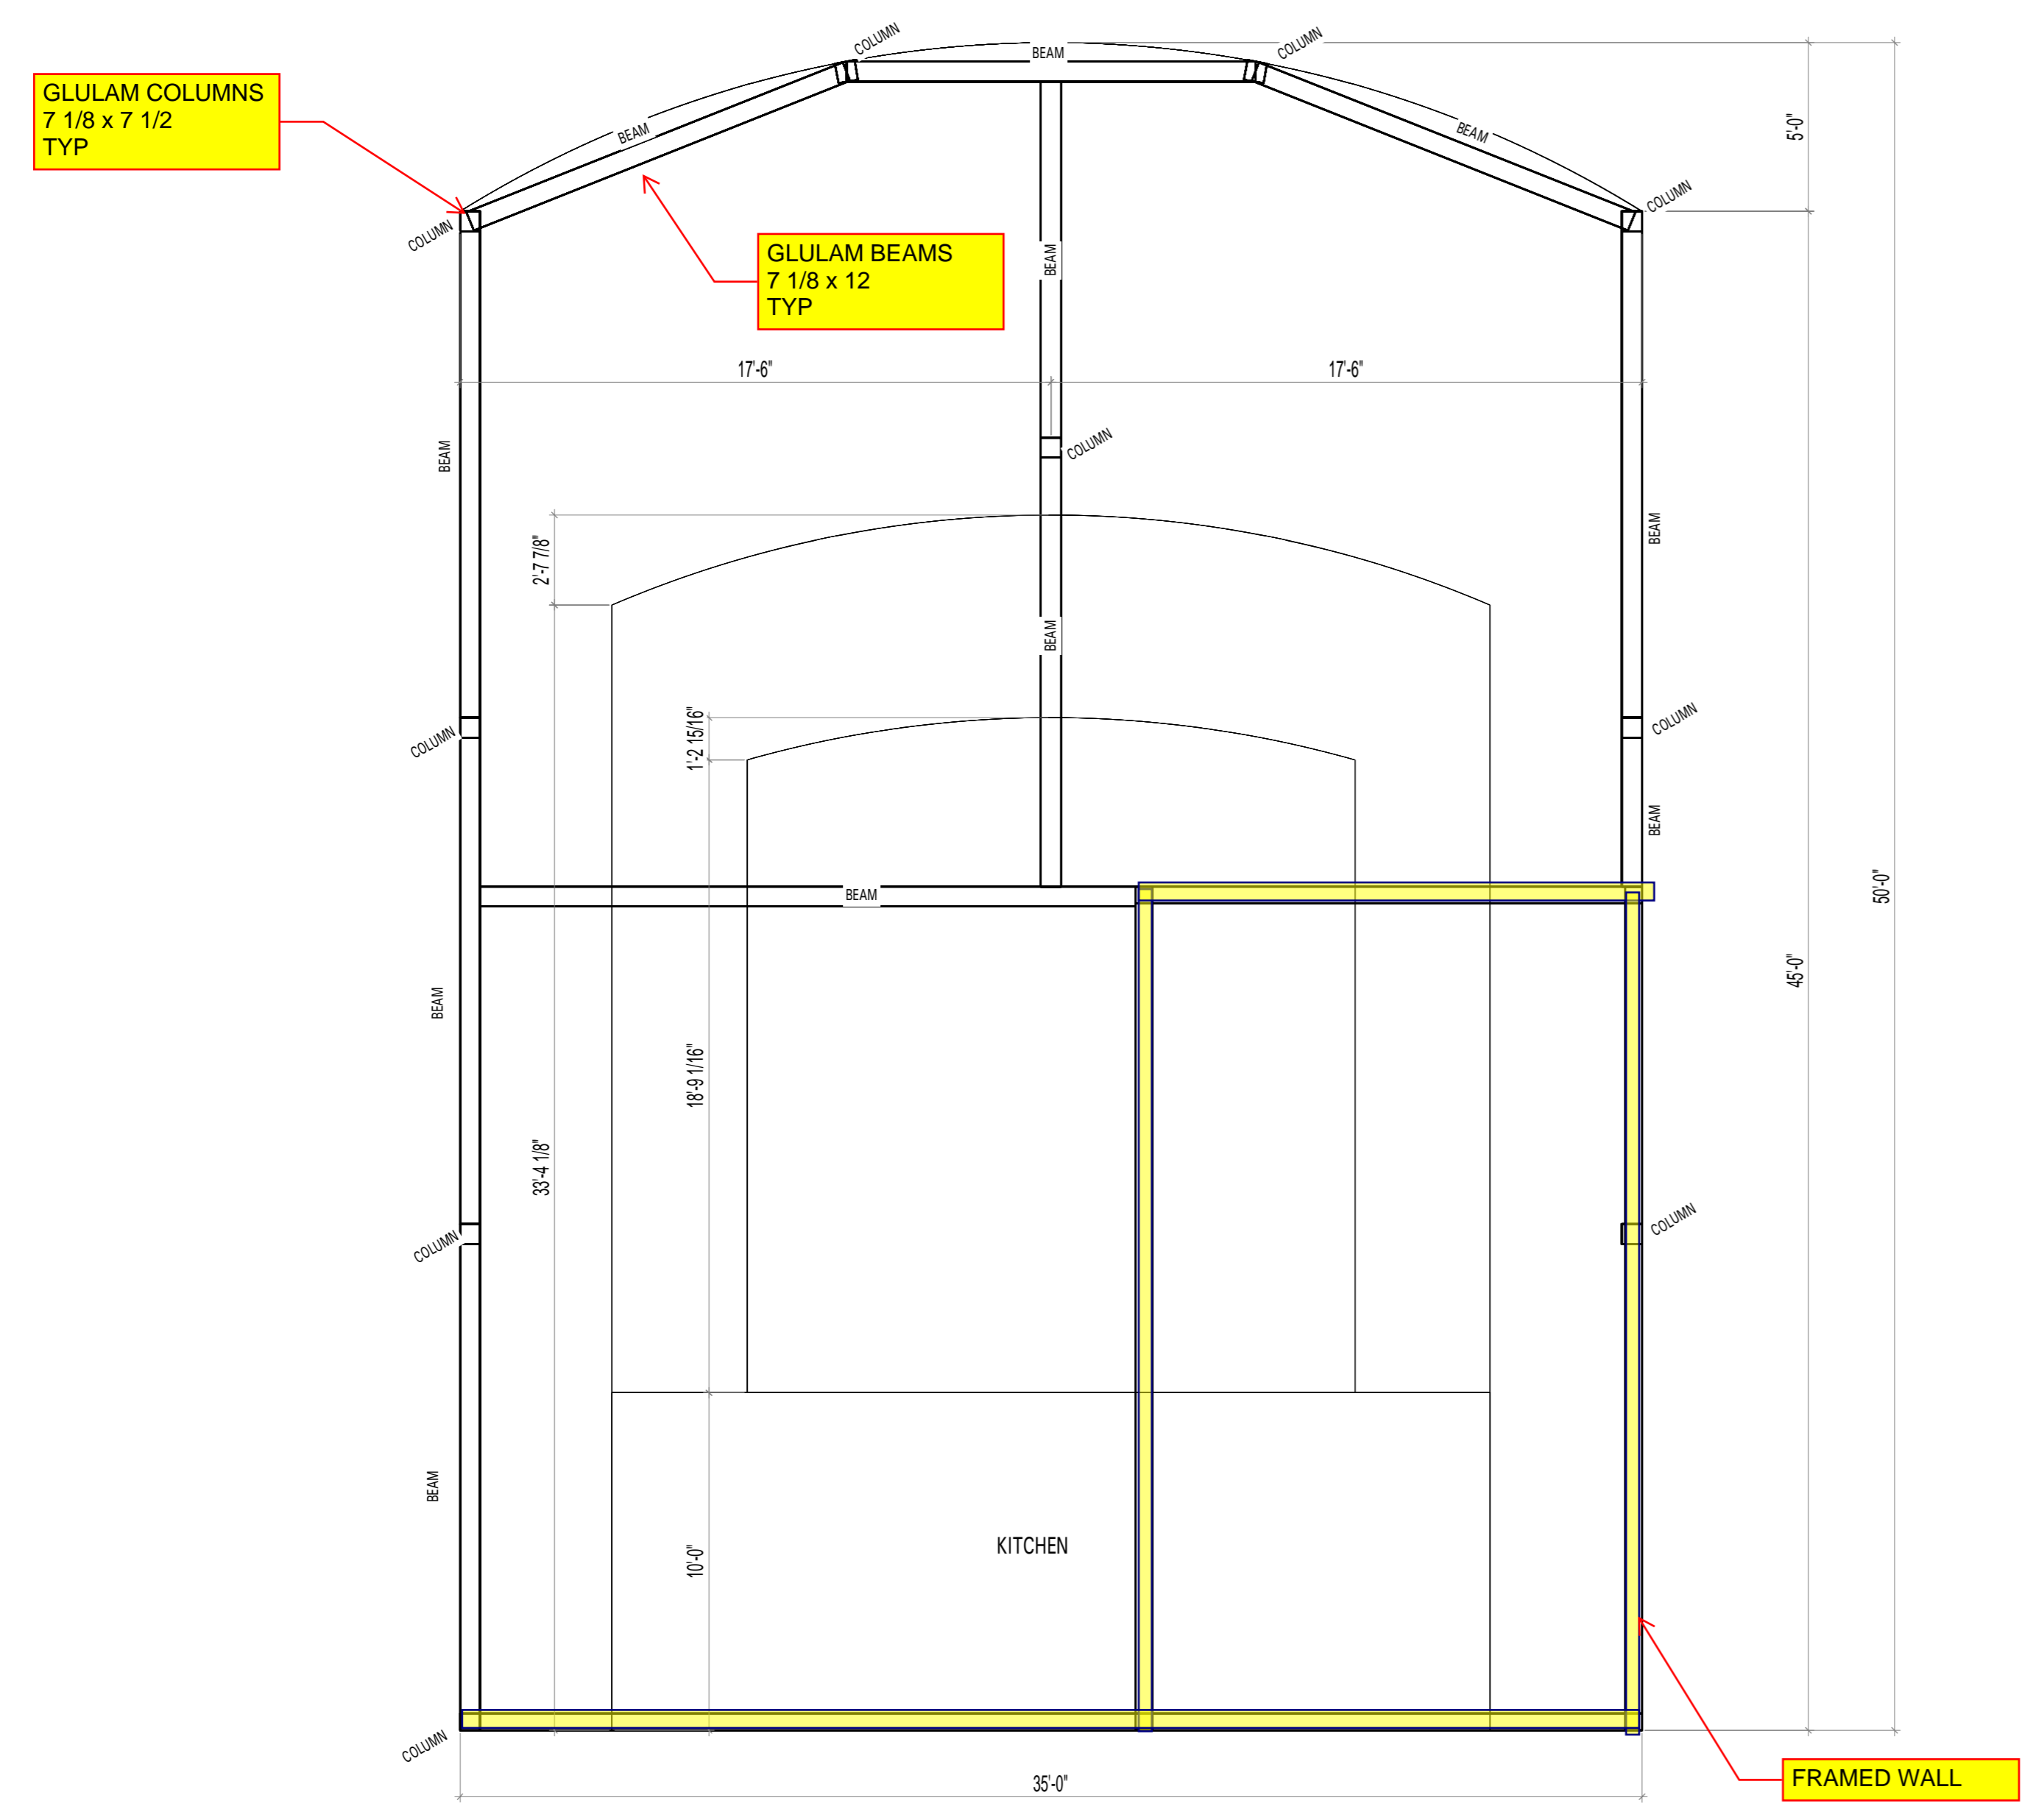 COLUMN
BEAM
COLUMN
GLULAM COLUMNS
7 1/8 x 7 1/2
TYP
BEAM
BEAM
5'-0"
COLUMN
COLUMN
GLULAM BEAMS
7 1/8 x 12
TYP
BEAM
17'-6"
17'-6"
BEAM
COLUMN
BEAM
2'-7 7/8"
BEAM
COLUMN
1'-2 15/16"
COLUMN
BEAM
BEAM
50'-0"
45'-0"
BEAM
18'-9 1/16"
33'-4 1/8"
COLUMN
COLUMN
BEAM
KITCHEN
10'-0"
COLUMN
35'-0"
FRAMED WALL